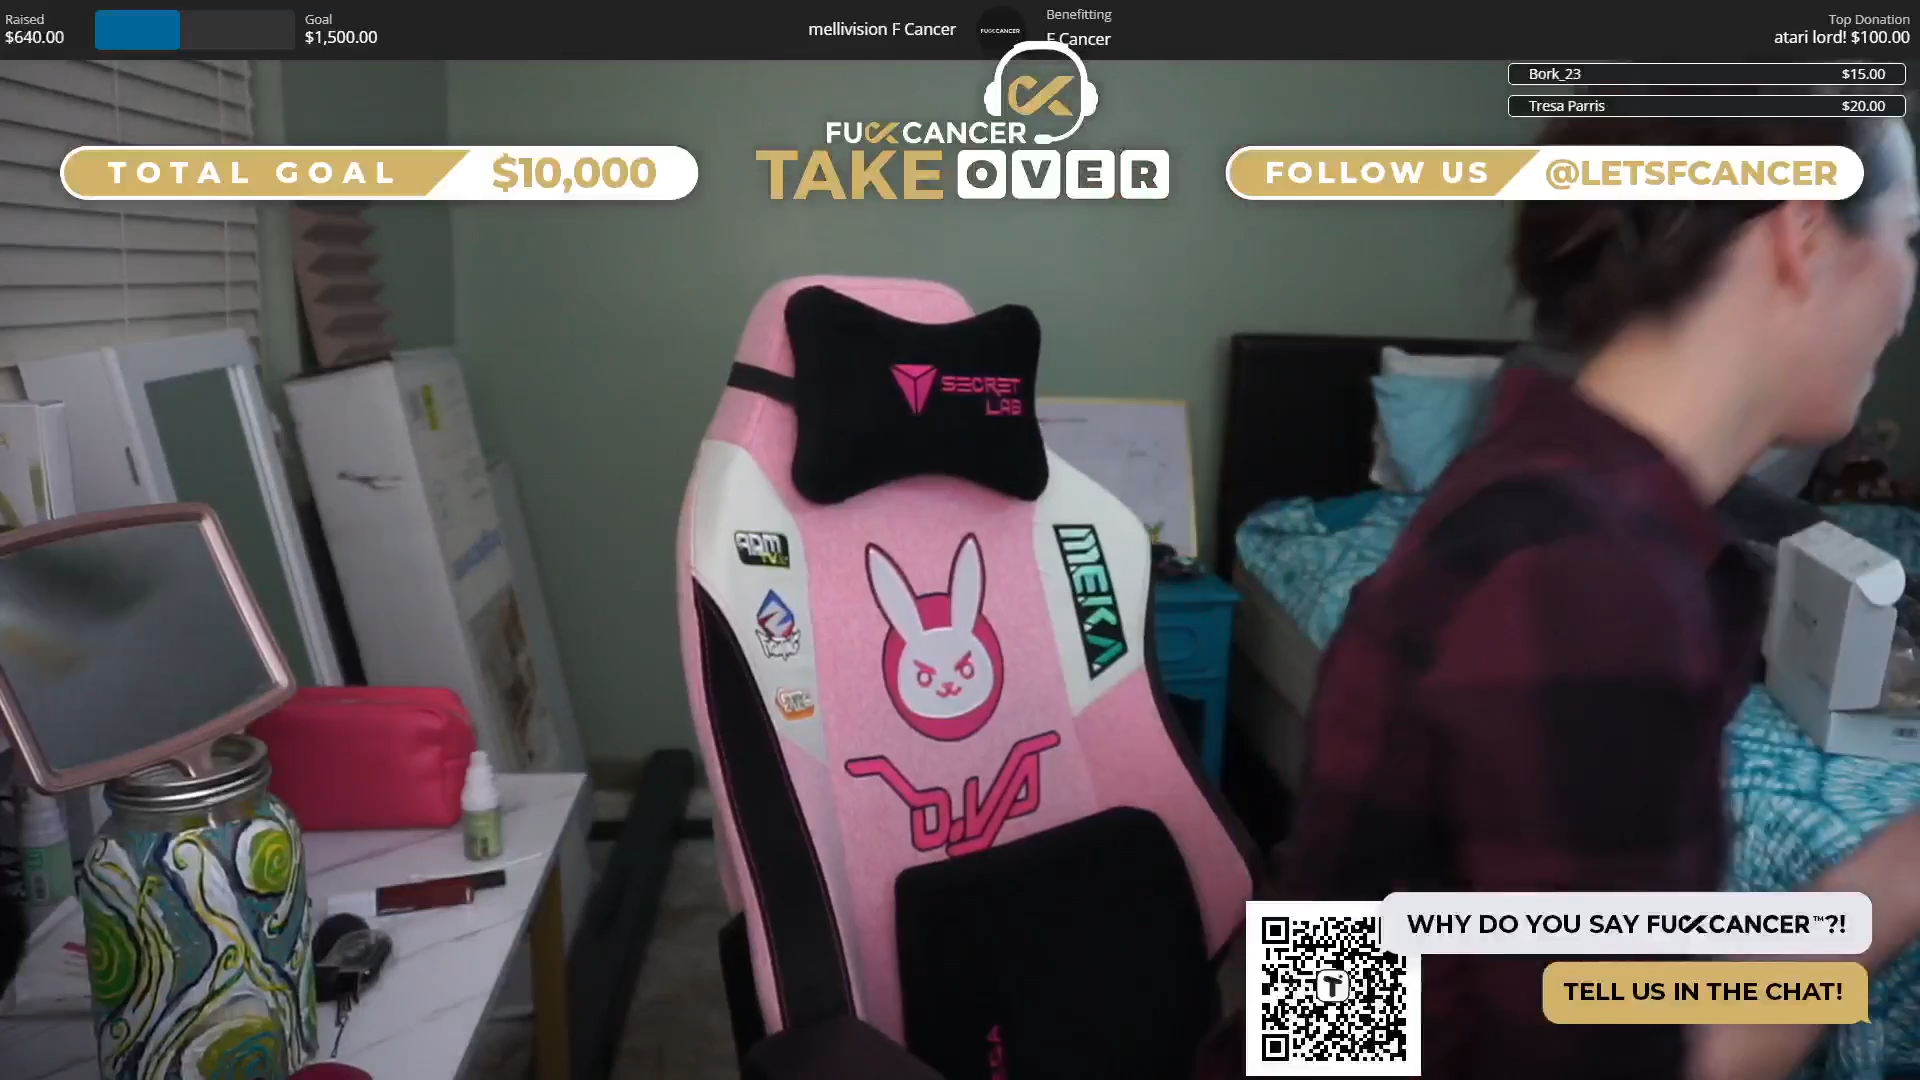 Raised
$640.00
Goal
$1,500.00
mellivision F Cancer
FUCKCANCER
Benefitting
F Cancer
Top Donation
atari lord! $100.00
Bork_23 $15.00
Tresa Parris $20.00
FUCKCANCER
TAKEOVER
TOTAL GOAL $10,000
FOLLOW US @LETSFCANCER
SECRET
LAB
MEKA
D.VA
WHY DO YOU SAY FUCKCANCER™?!
TELL US IN THE CHAT!